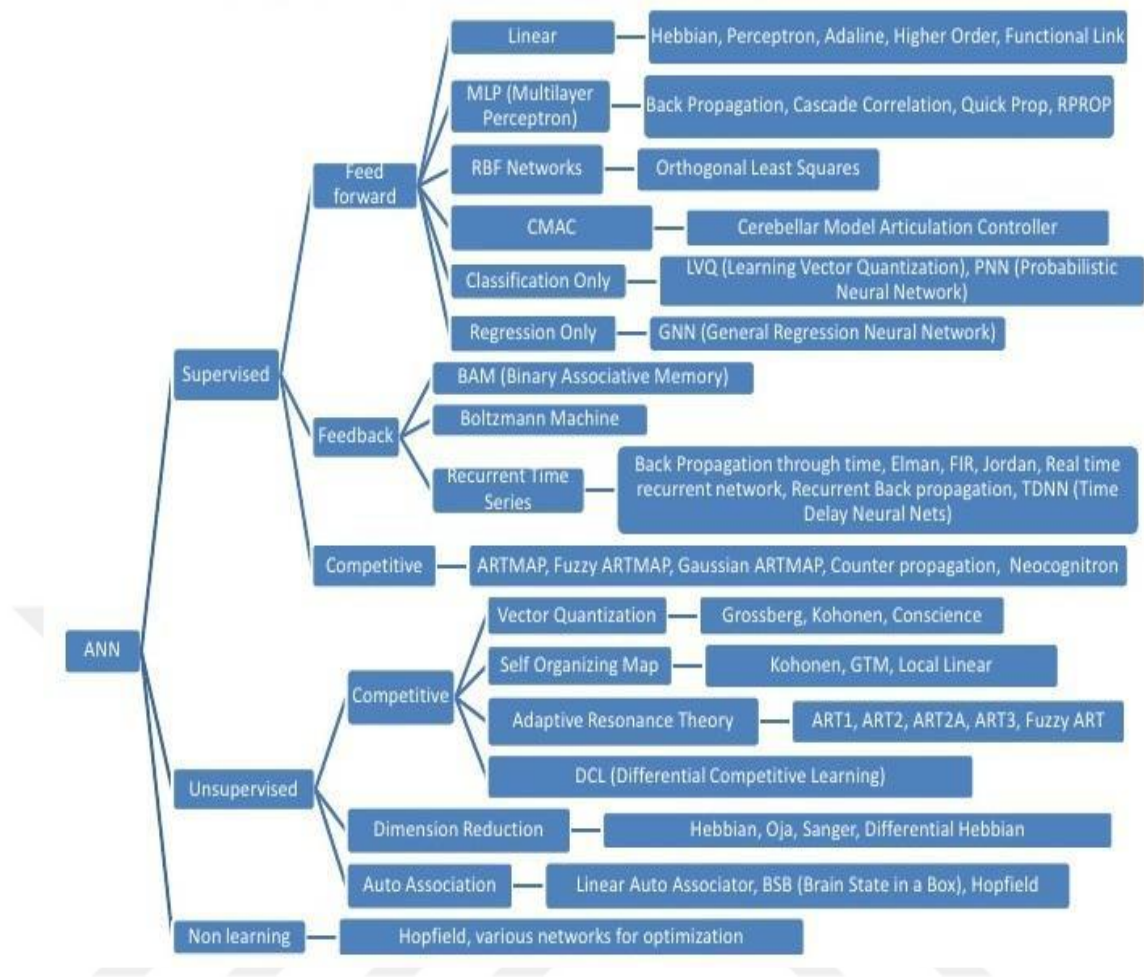 Linear
Hebbian, Perceptron, Adaline, Higher Order, Functional Link
MLP (Multilayer
Perceptron)
Back Propagation, Cascade Correlation, Quick Prop, RPROP
Feed
forward
RBF Networks
Orthogonal Least Squares
CMAC
Cerebellar Model Articulation Controller
Classification Only
LVQ (Learning Vector Quantization), PNN (Probabilistic
Neural Network)
Regression Only
GNN (General Regression Neural Network)
Supervised
BAM (Binary Associative Memory)
Boltzmann Machine
Feedback
Recurrent Time
Series
Back Propagation through time, Elman, FIR, Jordan, Real time
recurrent network, Recurrent Back propagation, TDNN (Time
Delay Neural Nets)
Competitive
ARTMAP, Fuzzy ARTMAP, Gaussian ARTMAP, Counter propagation, Neocognitron
ANN
Vector Quantization
Grossberg, Kohonen, Conscience
Self Organizing Map
Kohonen, GTM, Local Linear
Competitive
Adaptive Resonance Theory
ART1, ART2, ART2A, ART3, Fuzzy ART
DCL (Differential Competitive Learning)
Unsupervised
Dimension Reduction
Hebbian, Oja, Sanger, Differential Hebbian
Auto Association
Linear Auto Associator, BSB (Brain State in a Box), Hopfield
Non learning
Hopfield, various networks for optimization